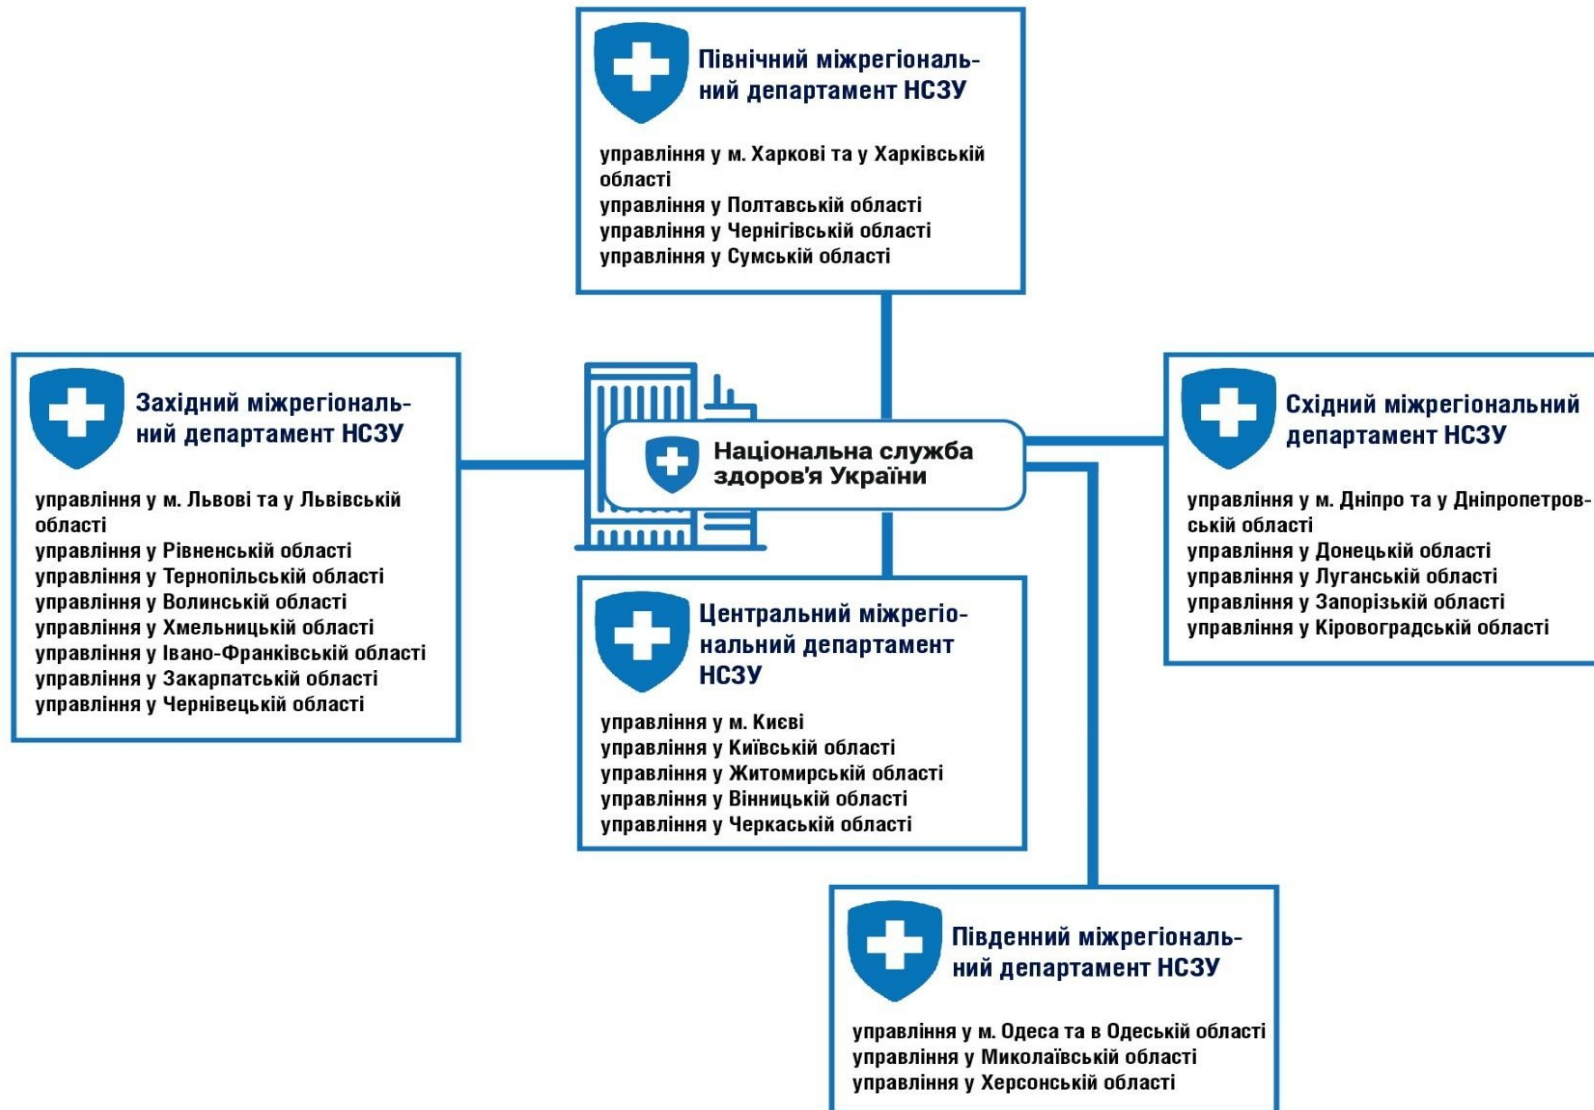 Північний міжрегіональ-
ний департамент НСЗУ
управління у м. Харкові та у Харківській
області
управління у Полтавській області
управління у Чернігівській області
управління у Сумській області
Західний міжрегіональ-
ний департамент НСЗУ
управління у м. Львові та у Львівській
області
управління у Рівненській області
управління у Тернопільській області
управління у Волинській області
управління у Хмельницькій області
управління у Івано-Франківській області
управління у Закарпатській області
управління у Чернівецькій області
Національна служба
здоров'я України
Східний міжрегіональний
департамент НСЗУ
управління у м. Дніпро та у Дніпропетров-
ській області
управління у Донецькій області
управління у Луганській області
управління у Запорізькій області
управління у Кіровоградській області
Центральний міжрегіо-
нальний департамент
НСЗУ
управління у м. Києві
управління у Київській області
управління у Житомирській області
управління у Вінницькій області
управління у Черкаській області
Південний міжрегіональ-
ний департамент НСЗУ
управління у м. Одеса та в Одеській області
управління у Миколаївській області
управління у Херсонській області